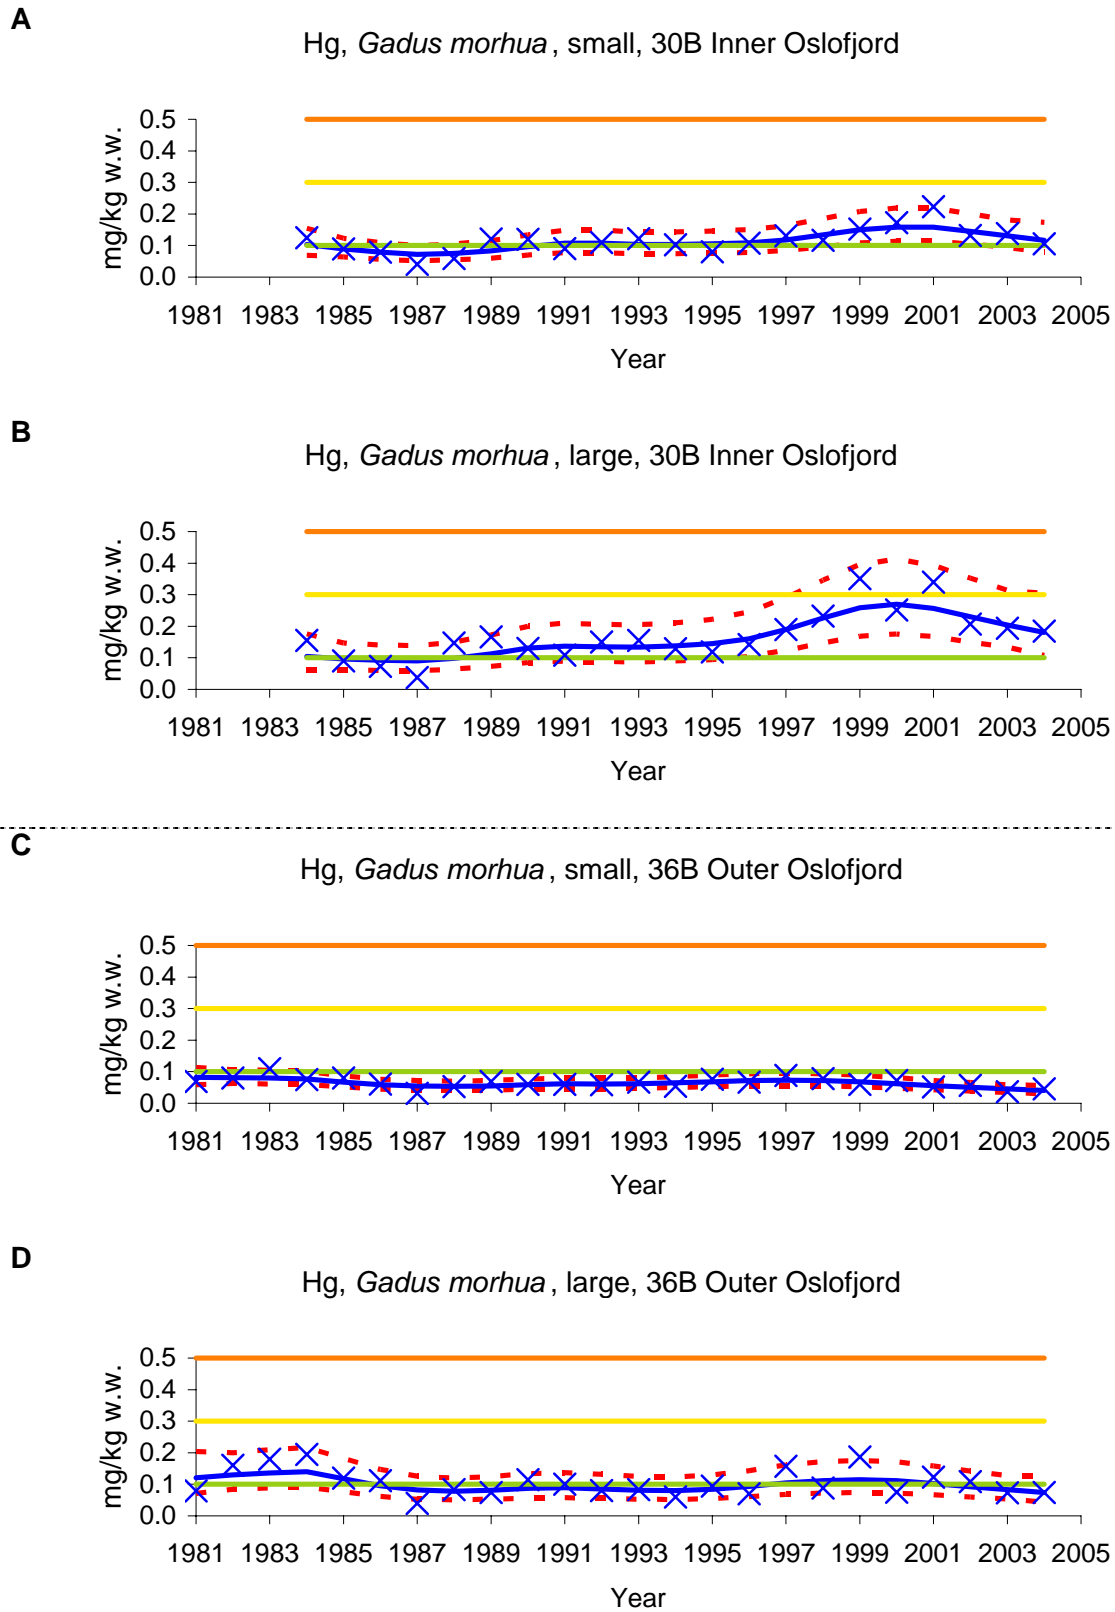 A
Hg, Gadus morhua, small, 30B Inner Oslofjord
mg/kg w.w.
0.5
0.4
0.3
0.2
0.1
0.0
1981 1983 1985 1987 1989 1991 1993 1995 1997 1999 2001 2003 2005
Year
B
Hg, Gadus morhua, large, 30B Inner Oslofjord
mg/kg w.w.
0.5
0.4
0.3
0.2
0.1
0.0
1981 1983 1985 1987 1989 1991 1993 1995 1997 1999 2001 2003 2005
Year
C
Hg, Gadus morhua, small, 36B Outer Oslofjord
mg/kg w.w.
0.5
0.4
0.3
0.2
0.1
0.0
1981 1983 1985 1987 1989 1991 1993 1995 1997 1999 2001 2003 2005
Year
D
Hg, Gadus morhua, large, 36B Outer Oslofjord
mg/kg w.w.
0.5
0.4
0.3
0.2
0.1
0.0
1981 1983 1985 1987 1989 1991 1993 1995 1997 1999 2001 2003 2005
Year